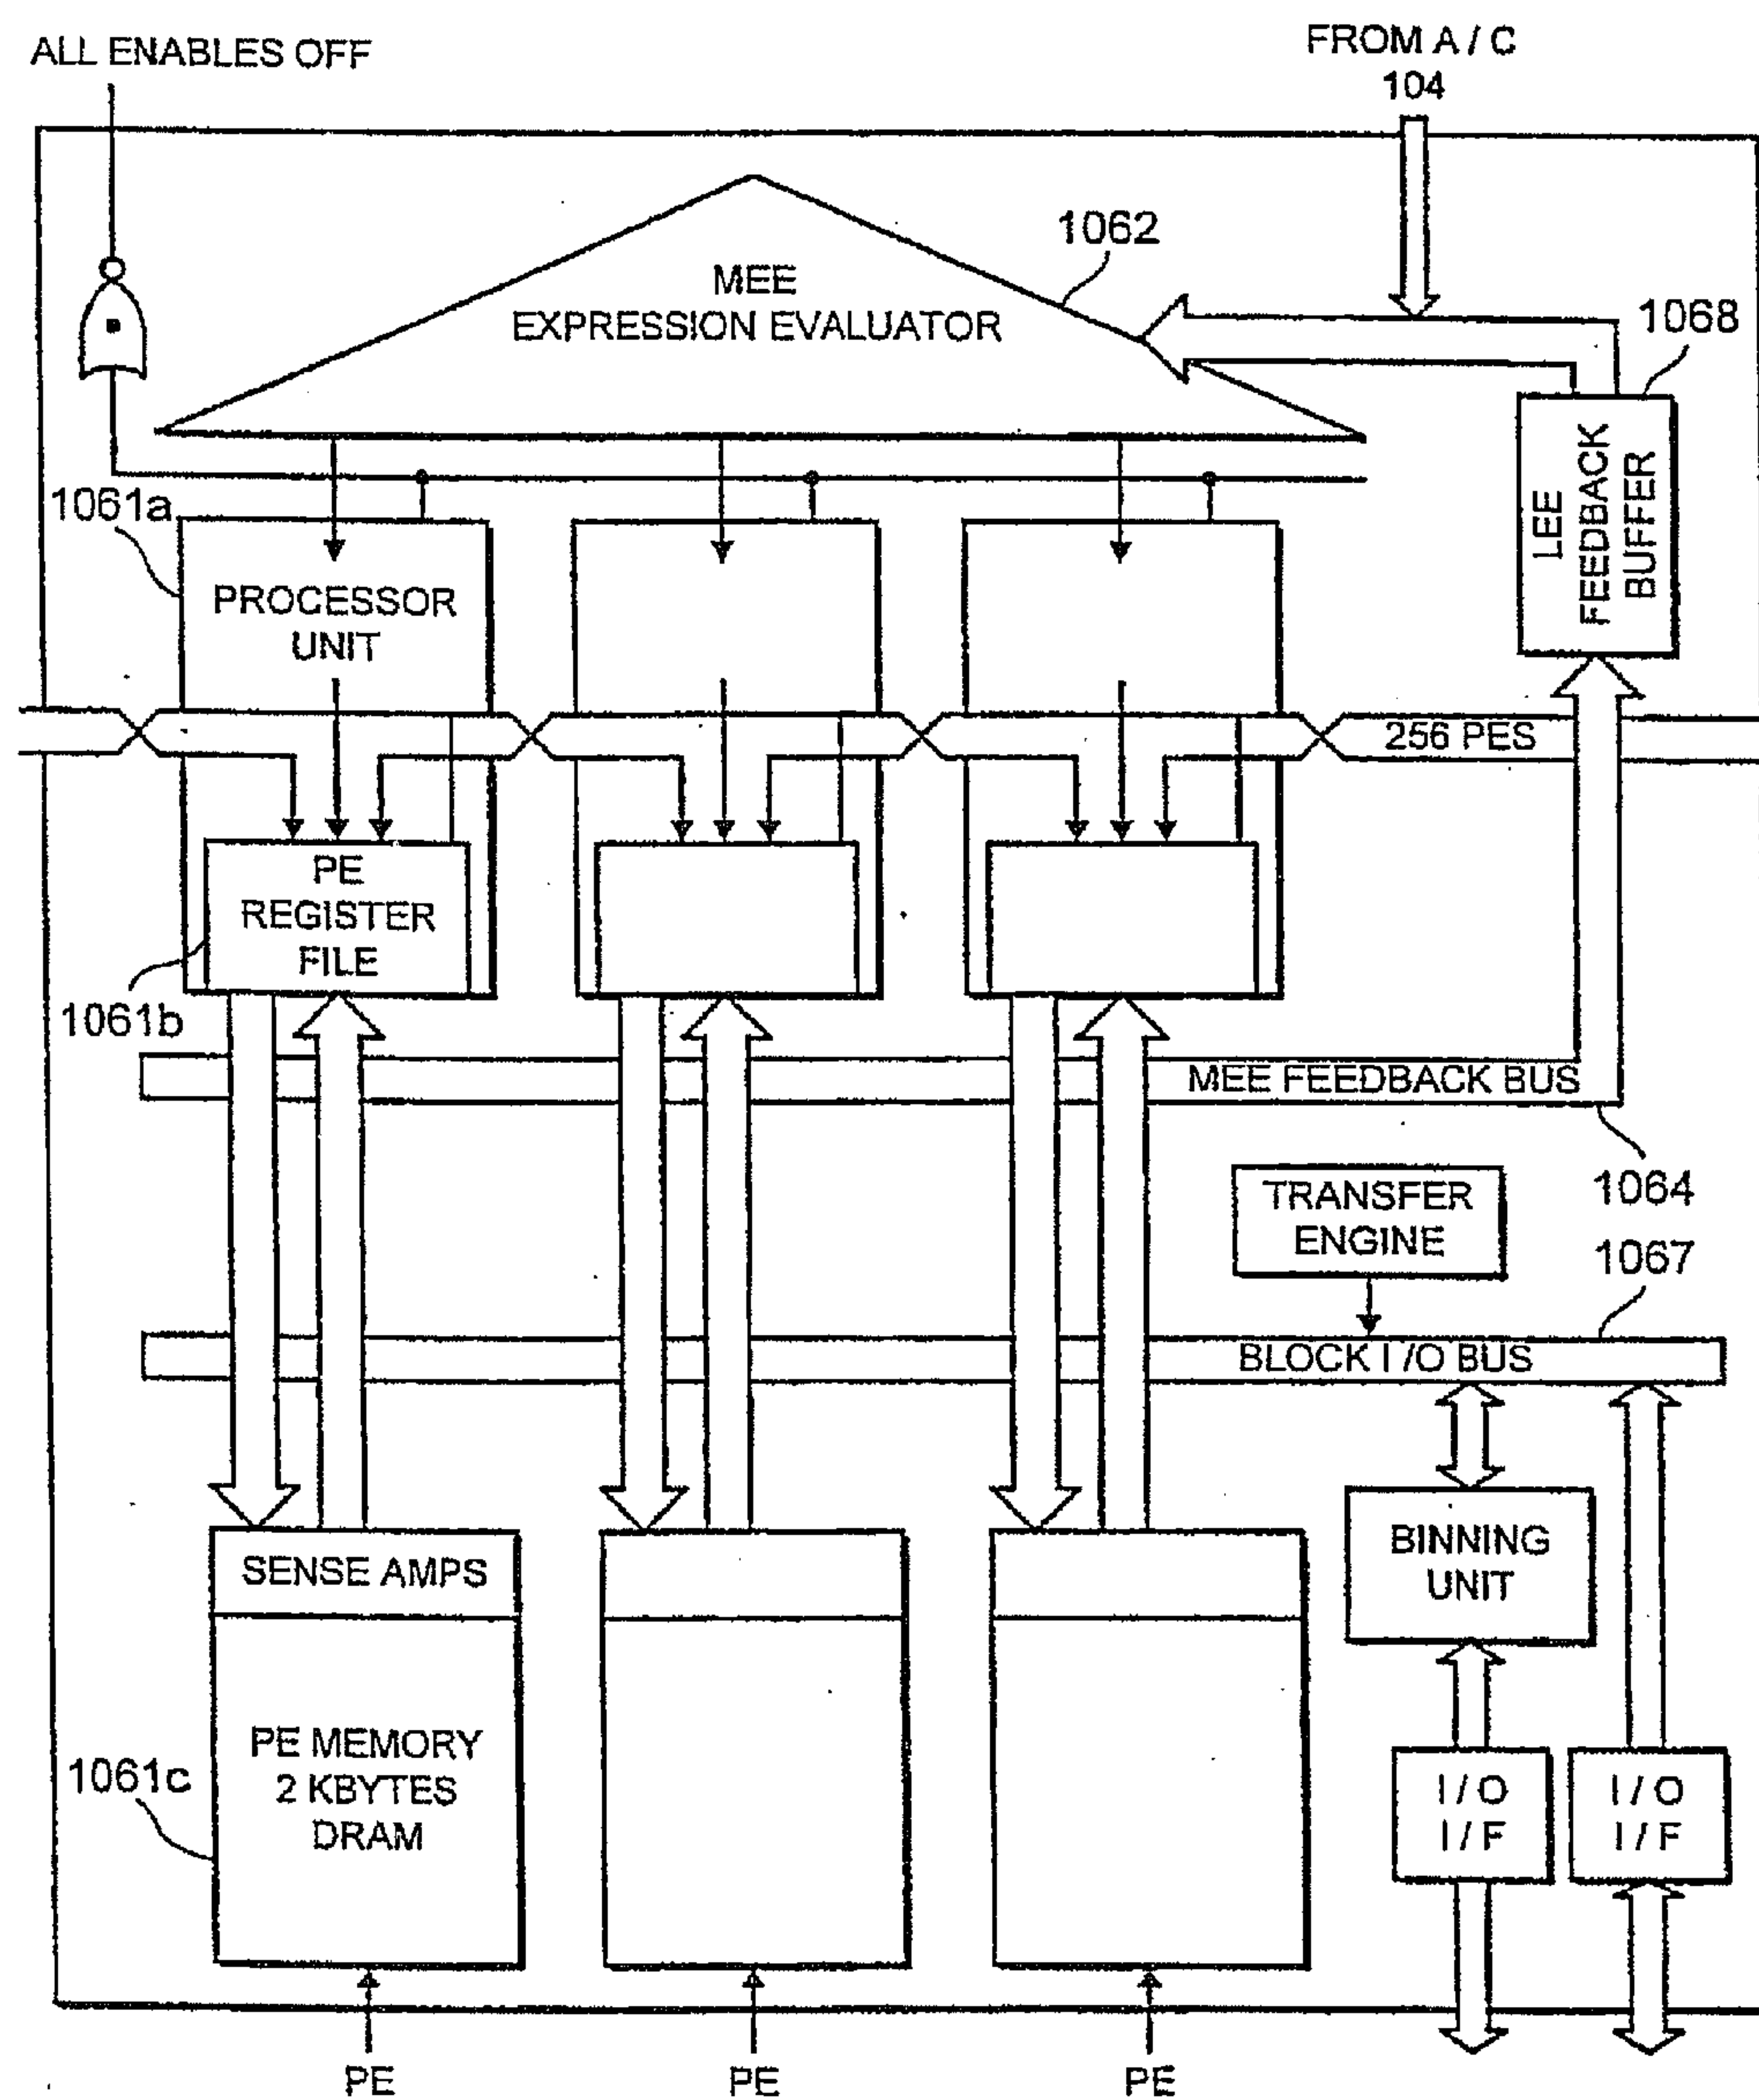 ALL ENABLES OFF
FROM A / C
104
1062
MEE
EXPRESSION EVALUATOR
1068
LEE
FEEDBACK
BUFFER
1061a
PROCESSOR
UNIT
256 PES
PE
REGISTER
FILE
1061b
MEE FEEDBACK BUS
1064
TRANSFER
ENGINE
1067
BLOCK I / O BUS
SENSE AMPS
BINNING
UNIT
PE MEMORY
2 KBYTES
DRAM
1061c
I / O
I / F
I / O
I / F
PE
PE
PE